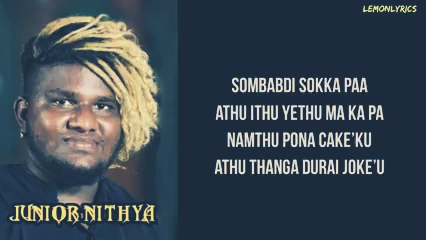 LEMONLYRICS
SOMBABDI SOKKA PAA
ATHU ITHU YETHU MA KA PA
NAMTHU PONA CAKE'KU
ATHU THANGA DURAI JOKE'U
JUNIOR NITHYA